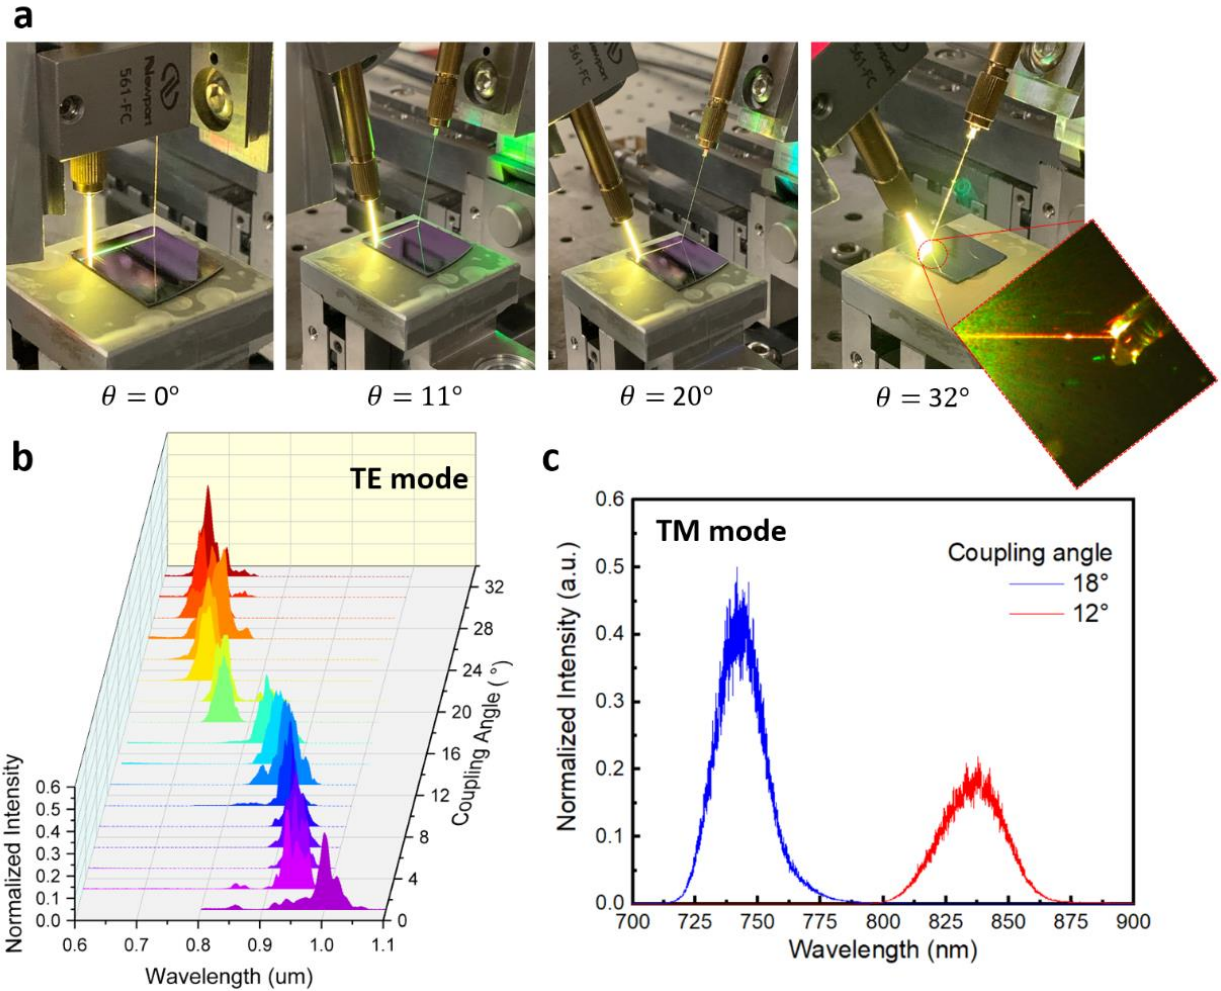 a
Newport
561-FC
θ = 0°
θ = 11°
θ = 20°
θ = 32°
b
TE mode
Normalized Intensity
0.6
0.5
0.4
0.3
0.2
0.1
0.0
0.6 0.7 0.8 0.9 1.0 1.1
Wavelength (um)
0
4
8
12
16
20
24
28
32
Coupling Angle (°)
c
TM mode
Coupling angle
18°
12°
Normalized Intensity (a.u.)
0.6
0.5
0.4
0.3
0.2
0.1
0.0
700 725 750 775 800 825 850 875 900
Wavelength (nm)